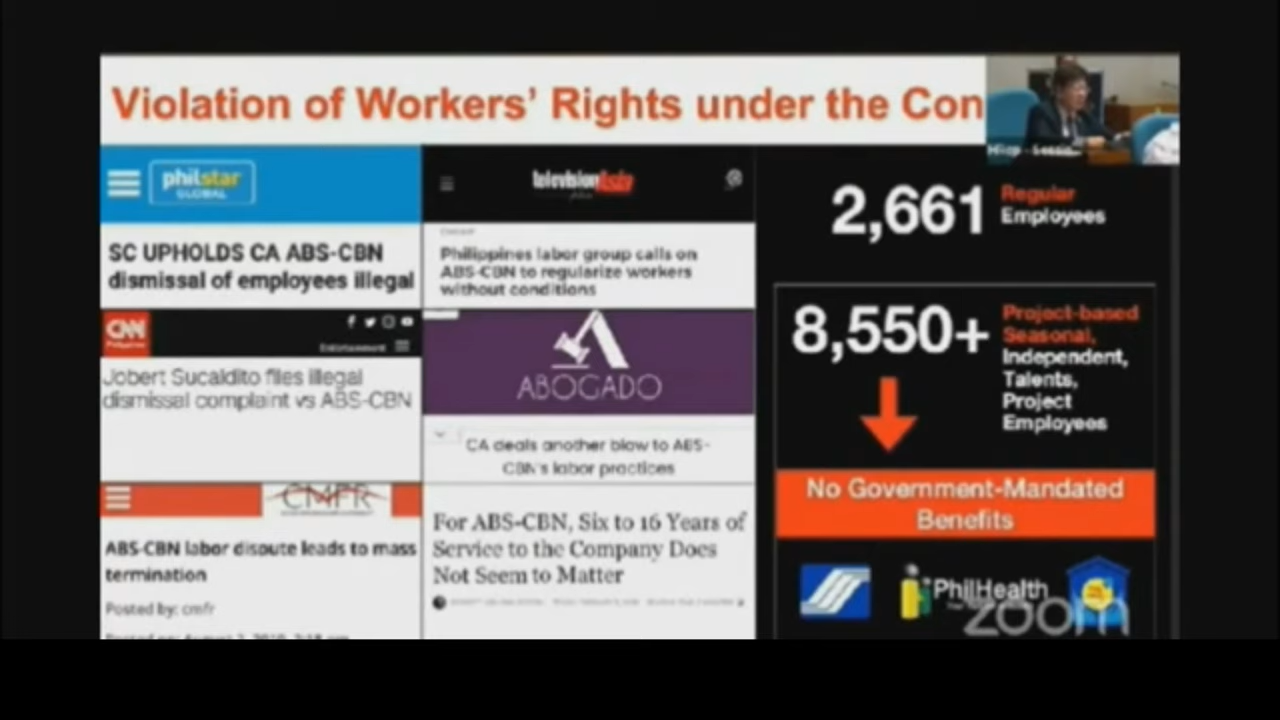 Violation of Workers' Rights under the Con
philstar
GLOBAL
SC UPHOLDS CA ABS-CBN
dismissal of employees illegal
television
Philippines labor group calls on
ABS-CBN to regularize workers
without conditions
CNN
Philippines
Entertainment
Jobert Sucaldito files illegal
dismissal complaint vs ABS-CBN
ABOGADO
CA deals another blow to ABS-
CBN's labor practices
CMFR
ABS-CBN labor dispute leads to mass
termination
Posted by: cmfr
For ABS-CBN, Six to 16 Years of
Service to the Company Does
Not Seem to Matter
2,661 Regular
Employees
8,550+ Project-based
Seasonal,
Independent,
Talents,
Project
Employees
No Government-Mandated
Benefits
PhilHealth
zoom